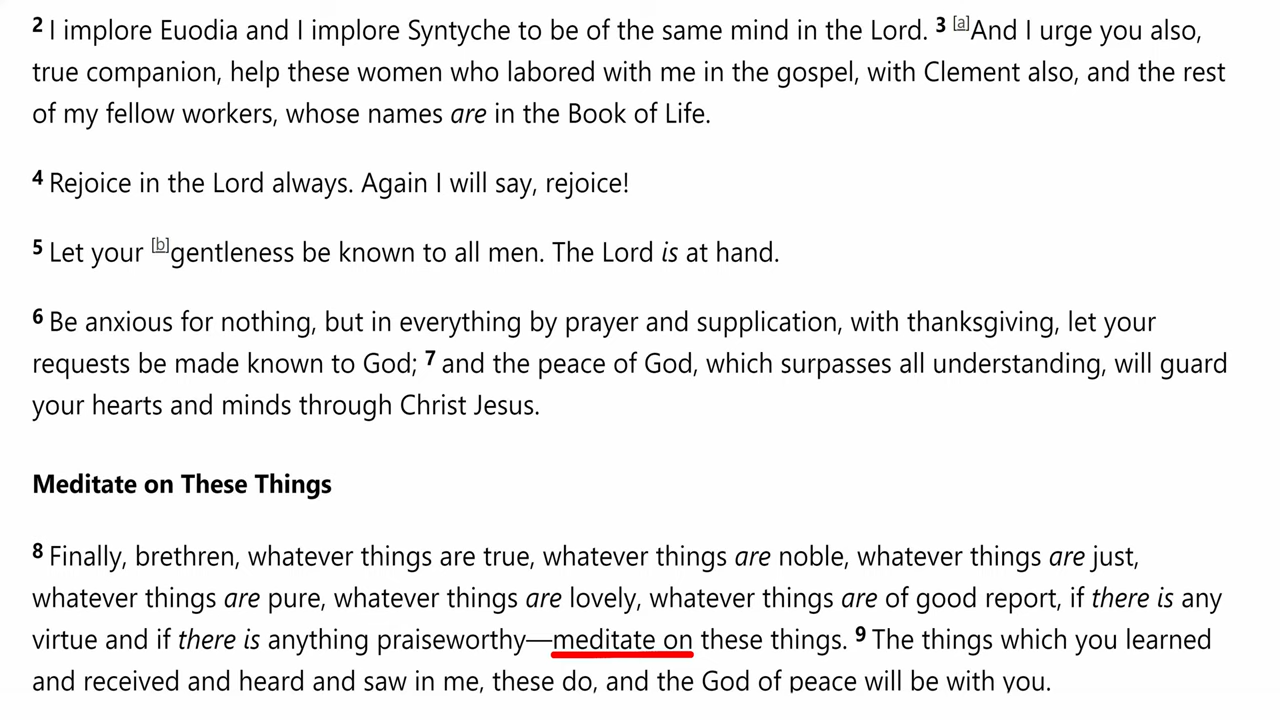 2 I implore Euodia and I implore Syntyche to be of the same mind in the Lord. 3 [a]And I urge you also,
true companion, help these women who labored with me in the gospel, with Clement also, and the rest
of my fellow workers, whose names are in the Book of Life.
4 Rejoice in the Lord always. Again I will say, rejoice!
5 Let your [b]gentleness be known to all men. The Lord is at hand.
6 Be anxious for nothing, but in everything by prayer and supplication, with thanksgiving, let your
requests be made known to God; 7 and the peace of God, which surpasses all understanding, will guard
your hearts and minds through Christ Jesus.
Meditate on These Things
8 Finally, brethren, whatever things are true, whatever things are noble, whatever things are just,
whatever things are pure, whatever things are lovely, whatever things are of good report, if there is any
virtue and if there is anything praiseworthy—meditate on these things. 9 The things which you learned
and received and heard and saw in me, these do, and the God of peace will be with you.